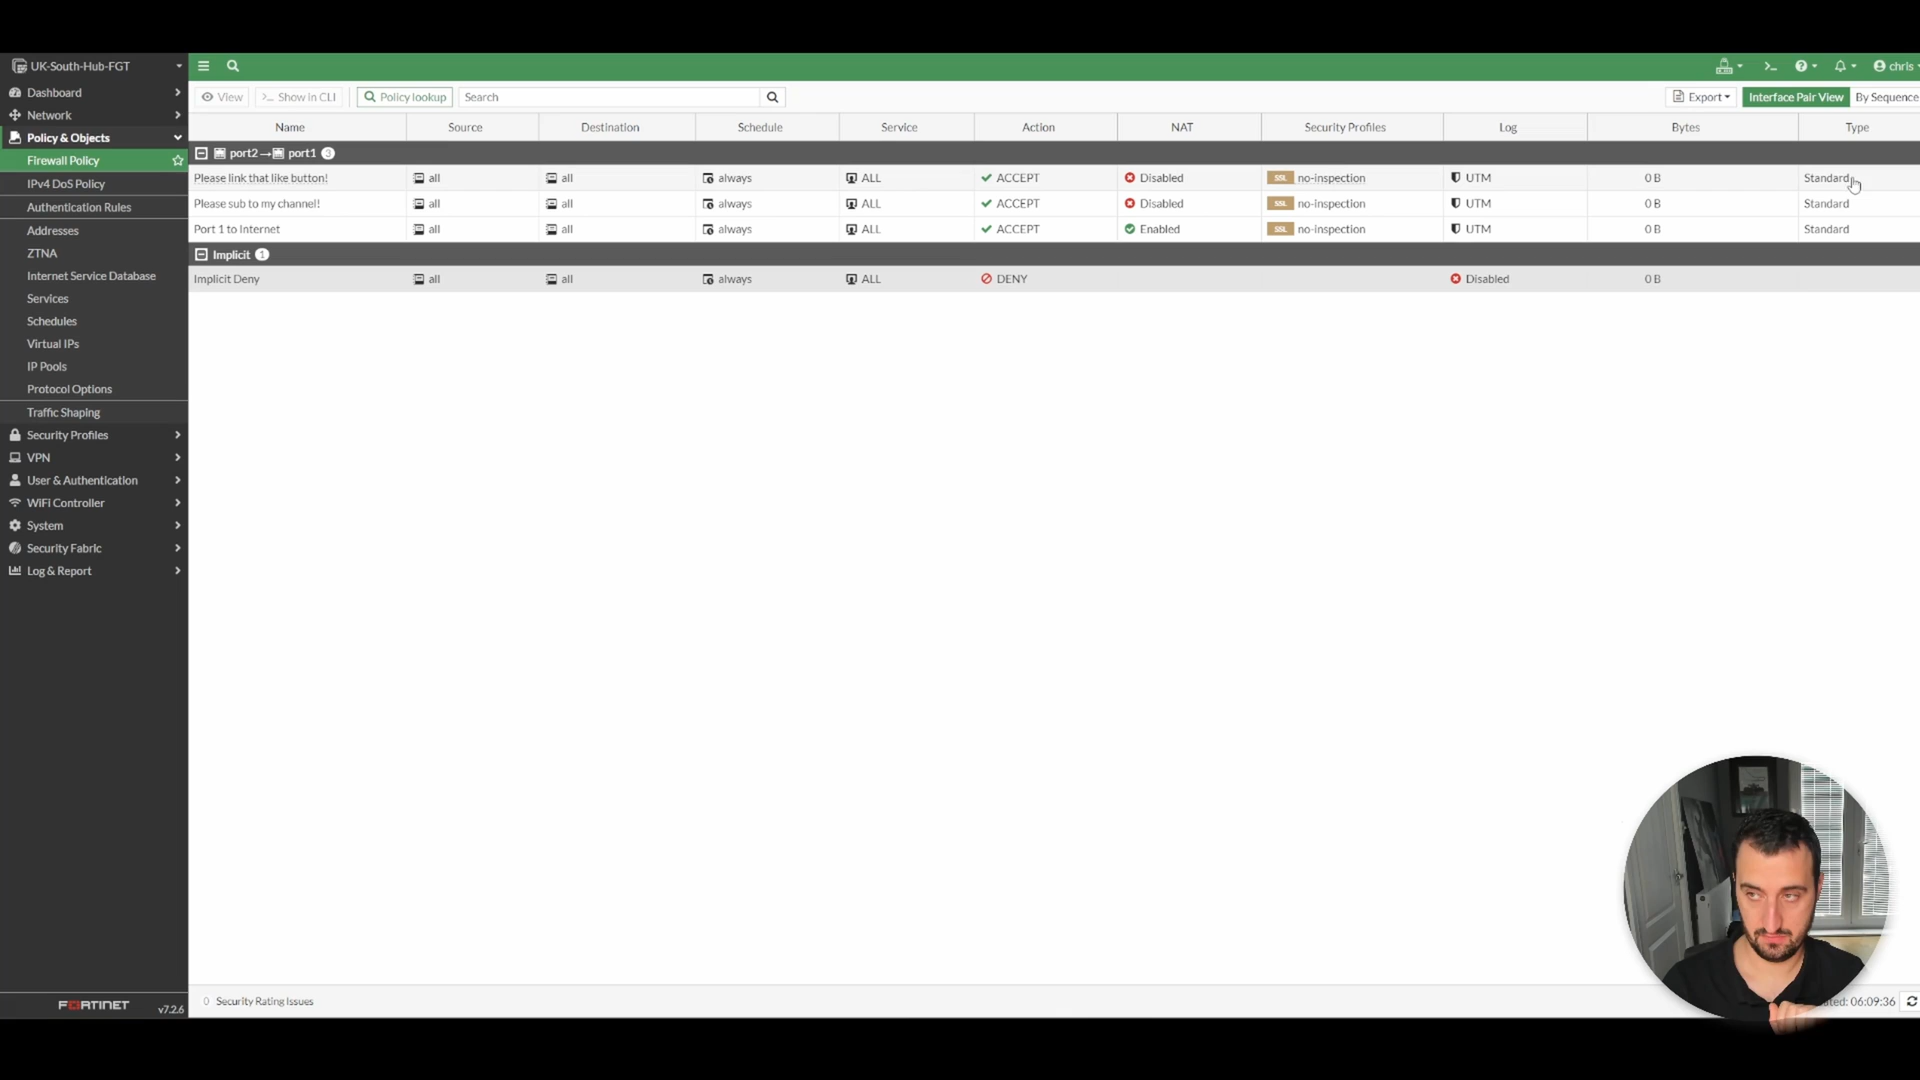 UK-South-Hub-FGT chris
Dashboard View >_ Show in CLI Policy lookup Search Export Interface Pair View By Sequence
Network
Name Source Destination Schedule Service Action NAT Security Profiles Log Bytes Type
Policy & Objects
port2 → port1 3
Firewall Policy
Please link that like button! all all always ALL ACCEPT Disabled SSL no-inspection UTM 0 B Standard
IPv4 DoS Policy
Please sub to my channel! all all always ALL ACCEPT Disabled SSL no-inspection UTM 0 B Standard
Authentication Rules
Port 1 to Internet all all always ALL ACCEPT Enabled SSL no-inspection UTM 0 B Standard
Addresses
ZTNA
Implicit 1
Internet Service Database
Implicit Deny all all always ALL DENY Disabled 0 B
Services
Schedules
Virtual IPs
IP Pools
Protocol Options
Traffic Shaping
Security Profiles
VPN
User & Authentication
WiFi Controller
System
Security Fabric
Log & Report
FORTINET v7.2.6
0 Security Rating Issues
06:09:36